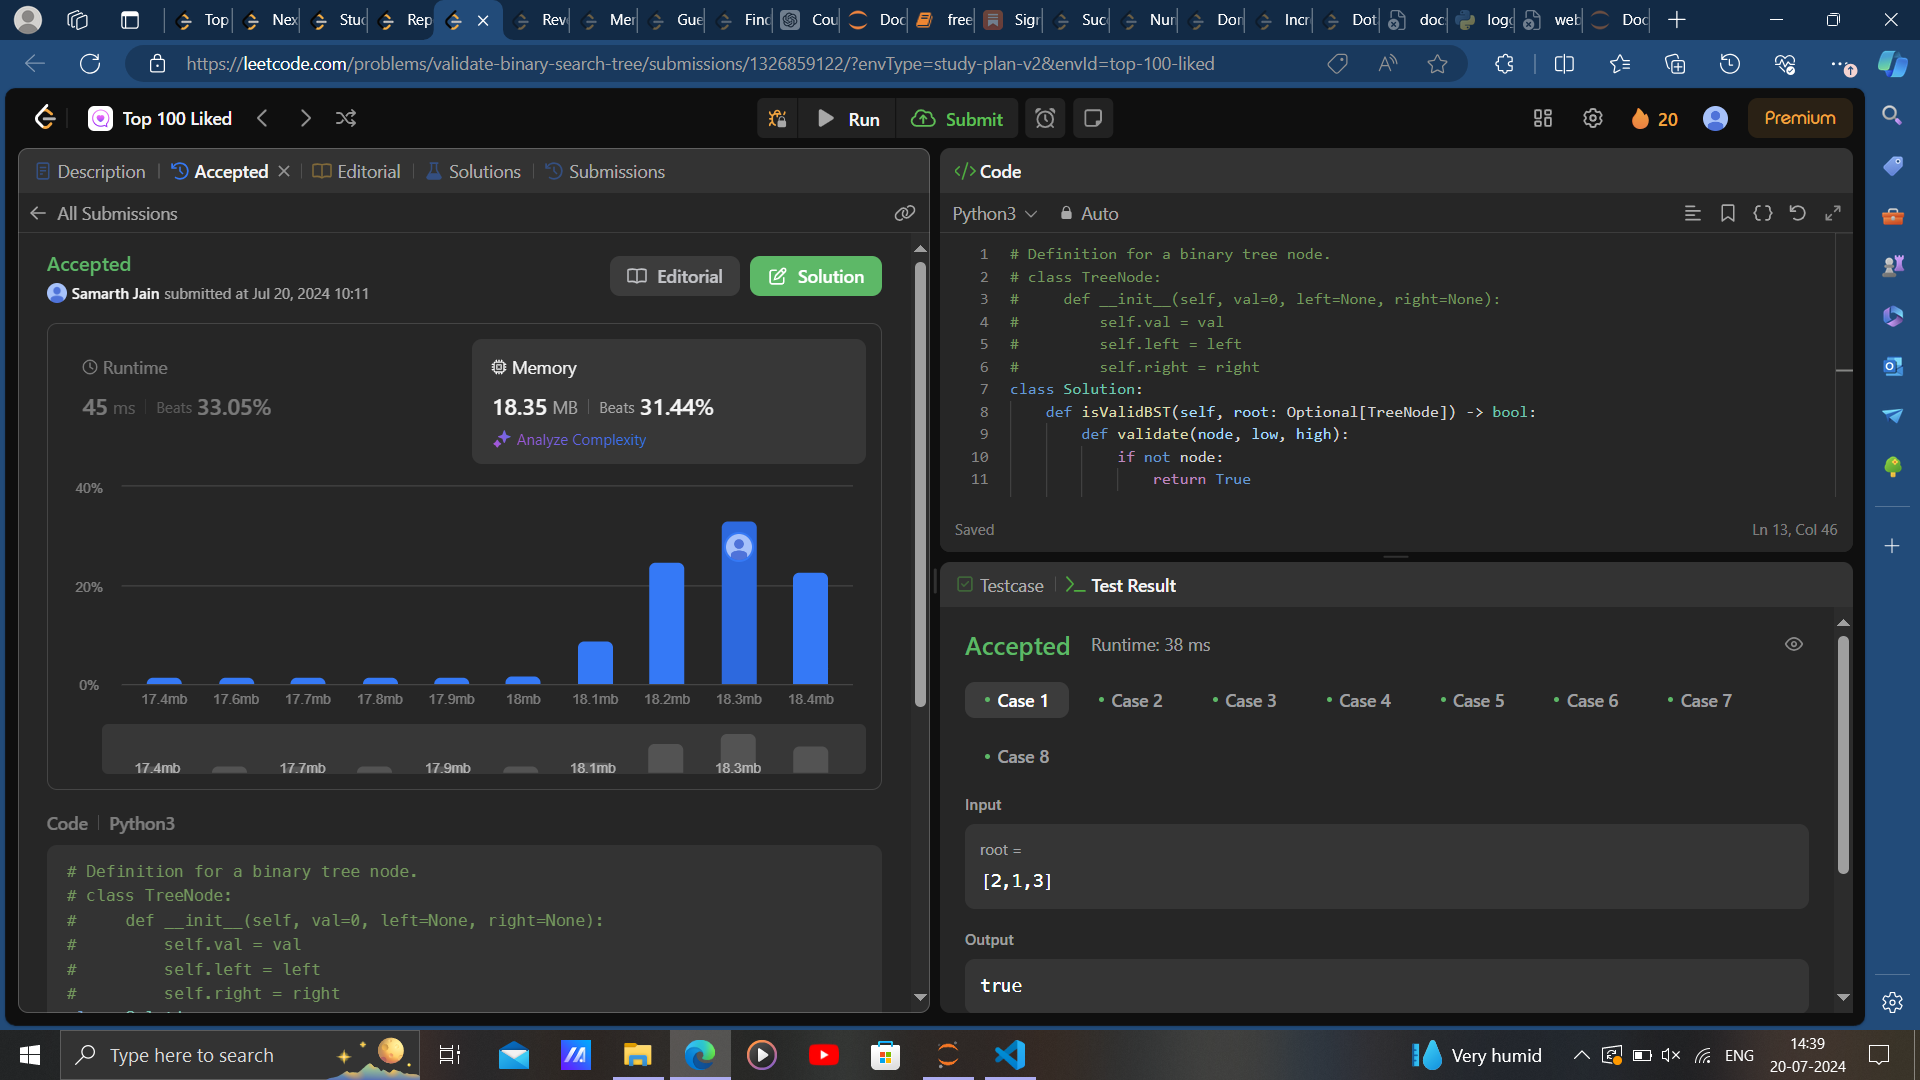 Top
Nex
Stud
Rep
Reve
Mer
Gue
Find
Cou
Doc
free
Sign
Suc
Nun
Don
Incr
Dot
doc
logg
web
Doc
https://leetcode.com/problems/validate-binary-search-tree/submissions/1326859122/?envType=study-plan-v2&envId=top-100-liked
Top 100 Liked
Run
Submit
20
Premium
Description
Accepted
Editorial
Solutions
Submissions
All Submissions
Accepted
Samarth Jain submitted at Jul 20, 2024 10:11
Editorial
Solution
Runtime
45 ms
Beats 33.05%
Memory
18.35 MB
Beats 31.44%
Analyze Complexity
40%
20%
0%
17.4mb 17.6mb 17.7mb 17.8mb 17.9mb 18mb 18.1mb 18.2mb 18.3mb 18.4mb
17.4mb 17.7mb 17.9mb 18.1mb 18.3mb
Code
Python3
# Definition for a binary tree node.
# class TreeNode:
#     def __init__(self, val=0, left=None, right=None):
#         self.val = val
#         self.left = left
#         self.right = right
</> Code
Python3
Auto
1 # Definition for a binary tree node.
2 # class TreeNode:
3 #     def __init__(self, val=0, left=None, right=None):
4 #         self.val = val
5 #         self.left = left
6 #         self.right = right
7 class Solution:
8     def isValidBST(self, root: Optional[TreeNode]) -> bool:
9         def validate(node, low, high):
10             if not node:
11                 return True
Saved
Ln 13, Col 46
Testcase
Test Result
Accepted
Runtime: 38 ms
• Case 1
• Case 2
• Case 3
• Case 4
• Case 5
• Case 6
• Case 7
• Case 8
Input
root =
[2,1,3]
Output
true
Type here to search
Very humid
ENG
14:39
20-07-2024